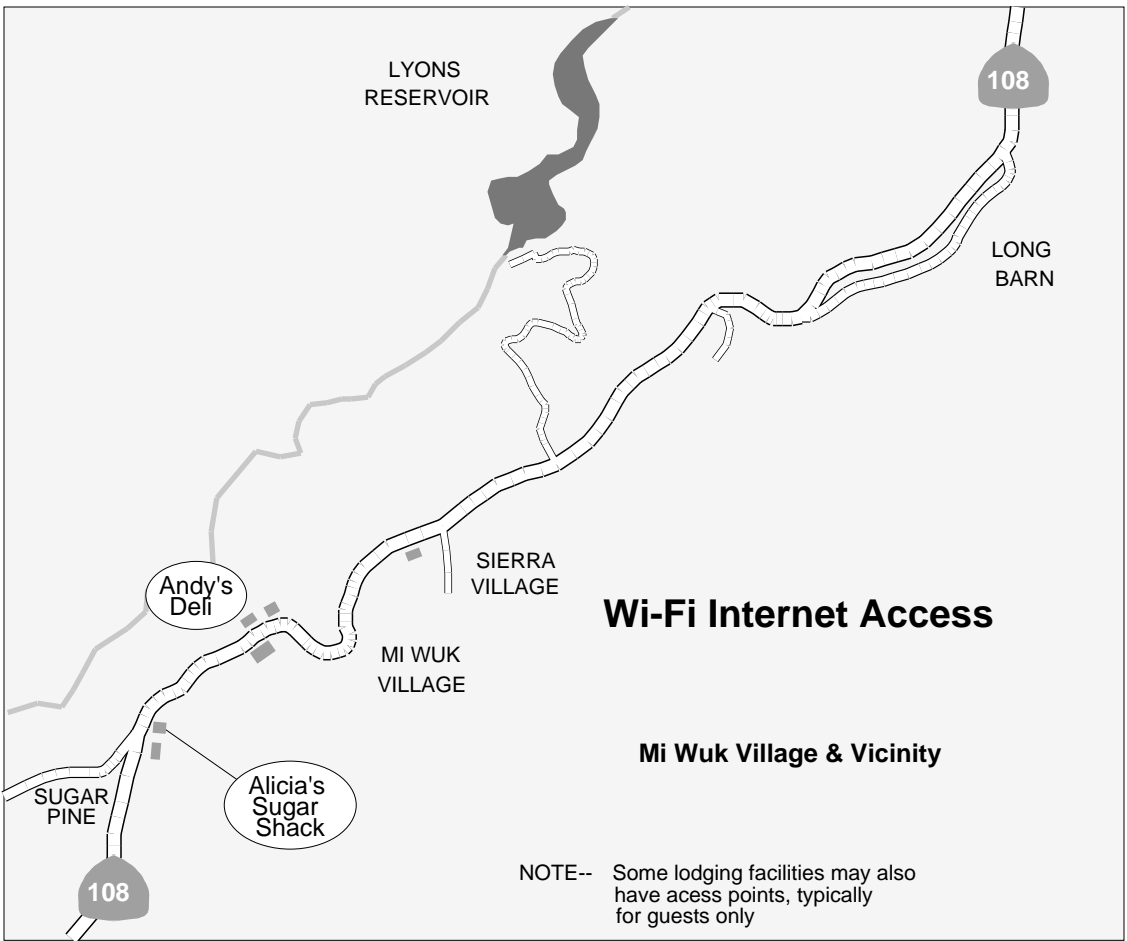 LYONS
RESERVOIR
108
LONG
BARN
Andy's
Deli
SIERRA
VILLAGE
Wi-Fi Internet Access
MI WUK
VILLAGE
Mi Wuk Village & Vicinity
SUGAR
PINE
Alicia's
Sugar
Shack
108
NOTE-- Some lodging facilities may also
have acess points, typically
for guests only